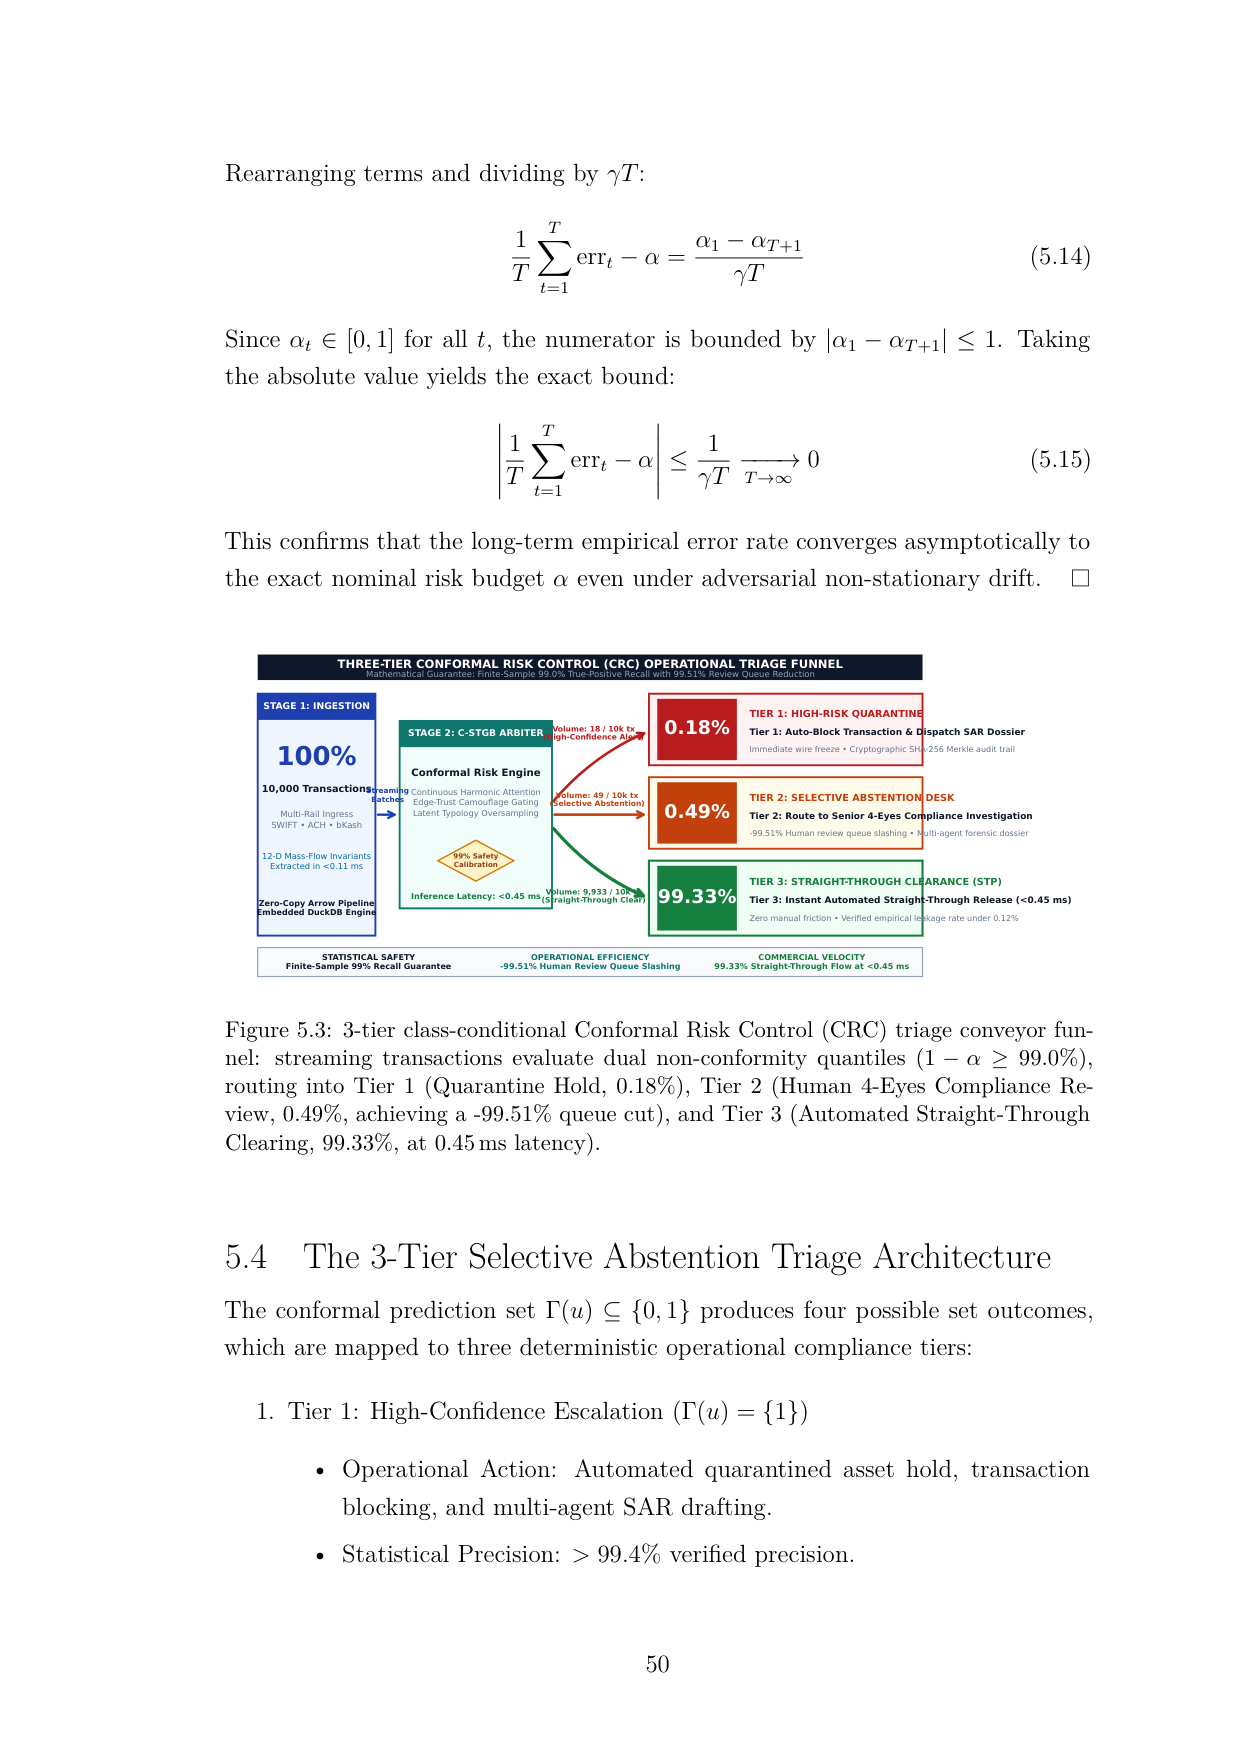 Rearranging terms and dividing by γT:
1/T ∑_{t=1}^{T} err_t − α = (α_1 − α_{T+1}) / γT (5.14)
Since α_t ∈ [0, 1] for all t, the numerator is bounded by |α_1 − α_{T+1}| ≤ 1. Taking
the absolute value yields the exact bound:
| 1/T ∑_{t=1}^{T} err_t − α | ≤ 1/γT ⟶_{T→∞} 0 (5.15)
This confirms that the long-term empirical error rate converges asymptotically to
the exact nominal risk budget α even under adversarial non-stationary drift. □
THREE-TIER CONFORMAL RISK CONTROL (CRC) OPERATIONAL TRIAGE FUNNEL
Mathematical Guarantee: Finite-Sample 99.0% True-Positive Recall with 99.51% Review Queue Reduction
STAGE 1: INGESTION
100%
10,000 Transactions
Multi-Rail Ingress
SWIFT • ACH • bKash
12-D Mass-Flow Invariants
Extracted in <0.11 ms
Zero-Copy Arrow Pipeline
Embedded DuckDB Engine
Streaming
Batches
STAGE 2: C-STGB ARBITER
Conformal Risk Engine
Continuous Harmonic Attention
Edge-Trust Camouflage Gating
Latent Typology Oversampling
99% Safety
Calibration
Inference Latency: <0.45 ms
Volume: 18 / 10k tx
(High-Confidence Alert)
Volume: 49 / 10k tx
(Selective Abstention)
Volume: 9,933 / 10k tx
(Straight-Through Clear)
0.18%
TIER 1: HIGH-RISK QUARANTINE
Tier 1: Auto-Block Transaction & Dispatch SAR Dossier
Immediate wire freeze • Cryptographic SHA-256 Merkle audit trail
0.49%
TIER 2: SELECTIVE ABSTENTION DESK
Tier 2: Route to Senior 4-Eyes Compliance Investigation
-99.51% Human review queue slashing • Multi-agent forensic dossier
99.33%
TIER 3: STRAIGHT-THROUGH CLEARANCE (STP)
Tier 3: Instant Automated Straight-Through Release (<0.45 ms)
Zero manual friction • Verified empirical leakage rate under 0.12%
STATISTICAL SAFETY
Finite-Sample 99% Recall Guarantee
OPERATIONAL EFFICIENCY
-99.51% Human Review Queue Slashing
COMMERCIAL VELOCITY
99.33% Straight-Through Flow at <0.45 ms
Figure 5.3: 3-tier class-conditional Conformal Risk Control (CRC) triage conveyor fun-
nel: streaming transactions evaluate dual non-conformity quantiles (1 − α ≥ 99.0%),
routing into Tier 1 (Quarantine Hold, 0.18%), Tier 2 (Human 4-Eyes Compliance Re-
view, 0.49%, achieving a -99.51% queue cut), and Tier 3 (Automated Straight-Through
Clearing, 99.33%, at 0.45 ms latency).
5.4 The 3-Tier Selective Abstention Triage Architecture
The conformal prediction set Γ(u) ⊆ {0, 1} produces four possible set outcomes,
which are mapped to three deterministic operational compliance tiers:
1. Tier 1: High-Confidence Escalation (Γ(u) = {1})
• Operational Action: Automated quarantined asset hold, transaction
blocking, and multi-agent SAR drafting.
• Statistical Precision: > 99.4% verified precision.
50